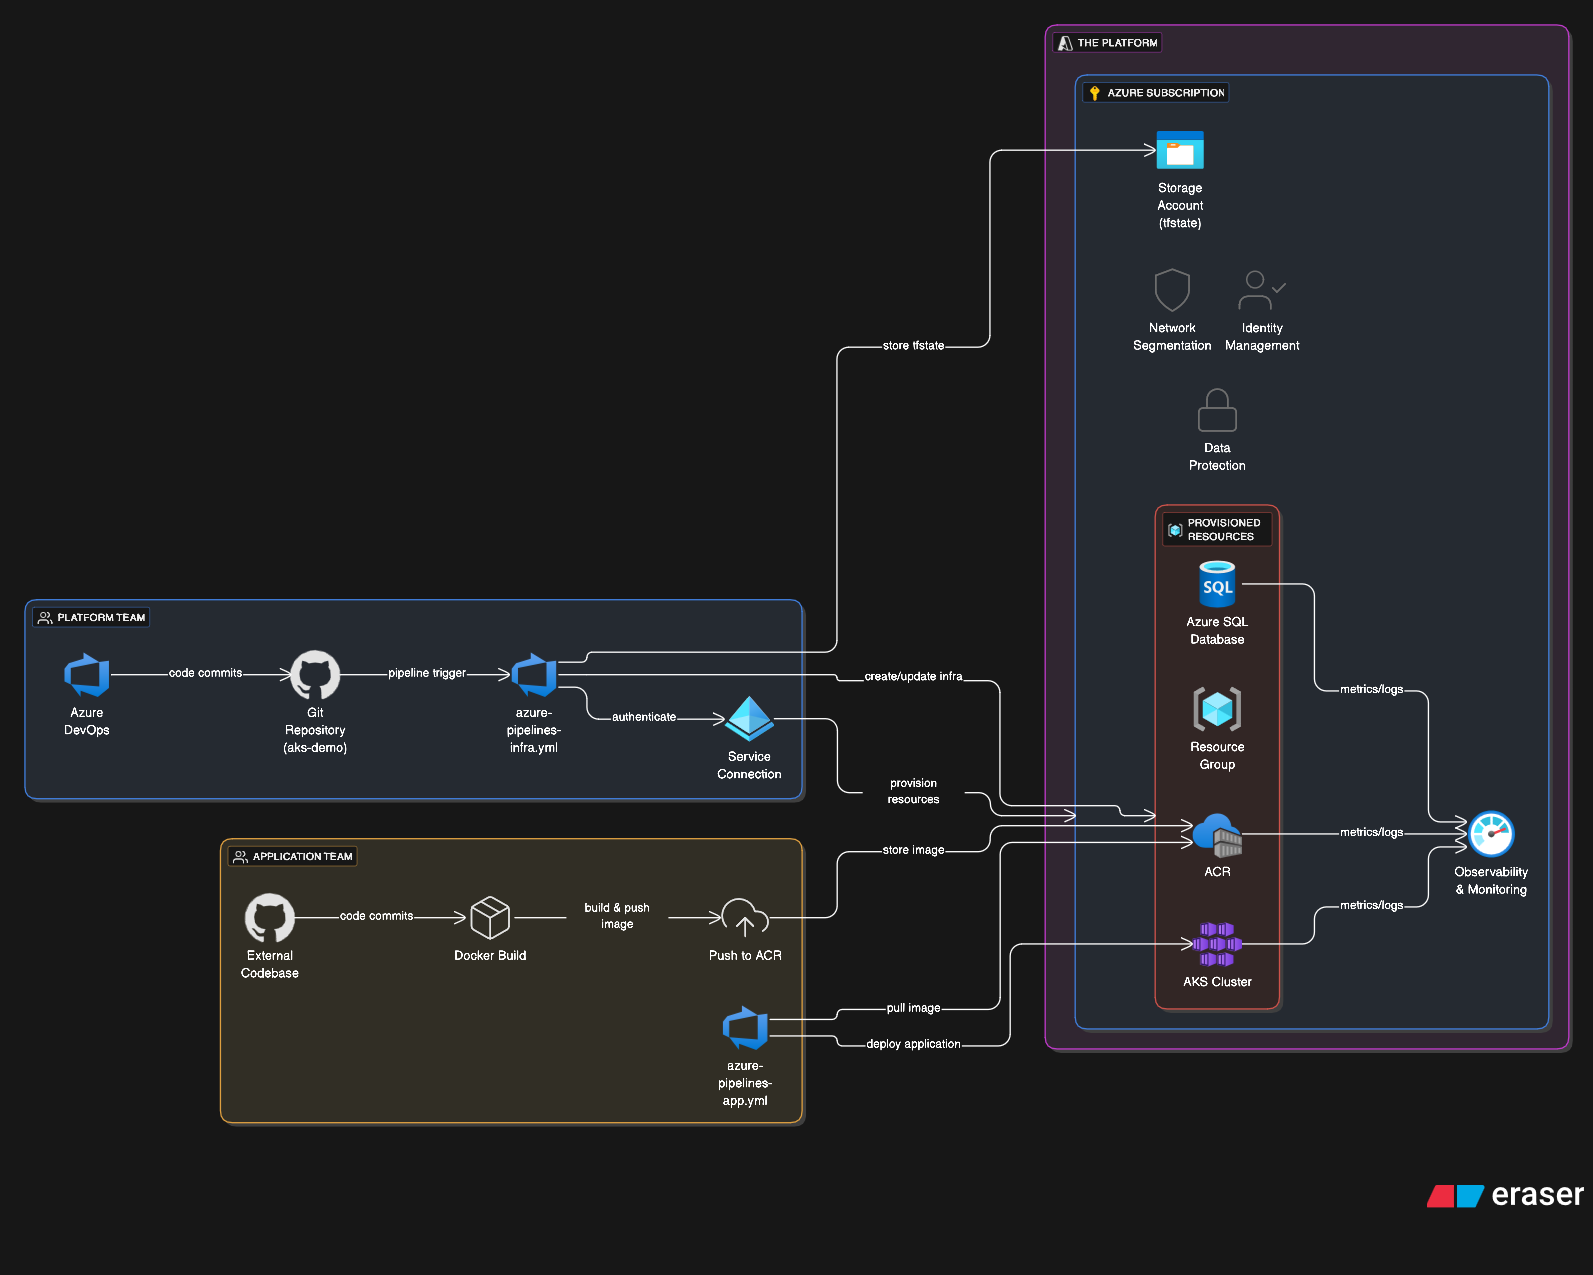 THE PLATFORM
AZURE SUBSCRIPTION
Storage
Account
(tfstate)
Network
Segmentation
Identity
Management
store tfstate
Data
Protection
PROVISIONED
RESOURCES
SQL
Azure SQL
Database
PLATFORM TEAM
code commits
pipeline trigger
create/update infra
metrics/logs
Azure
DevOps
Git
Repository
(aks-demo)
azure-
pipelines-
infra.yml
authenticate
Service
Connection
Resource
Group
provision
resources
APPLICATION TEAM
store image
metrics/logs
ACR
Observability
& Monitoring
code commits
build & push
image
metrics/logs
External
Codebase
Docker Build
Push to ACR
AKS Cluster
pull image
deploy application
azure-
pipelines-
app.yml
eraser